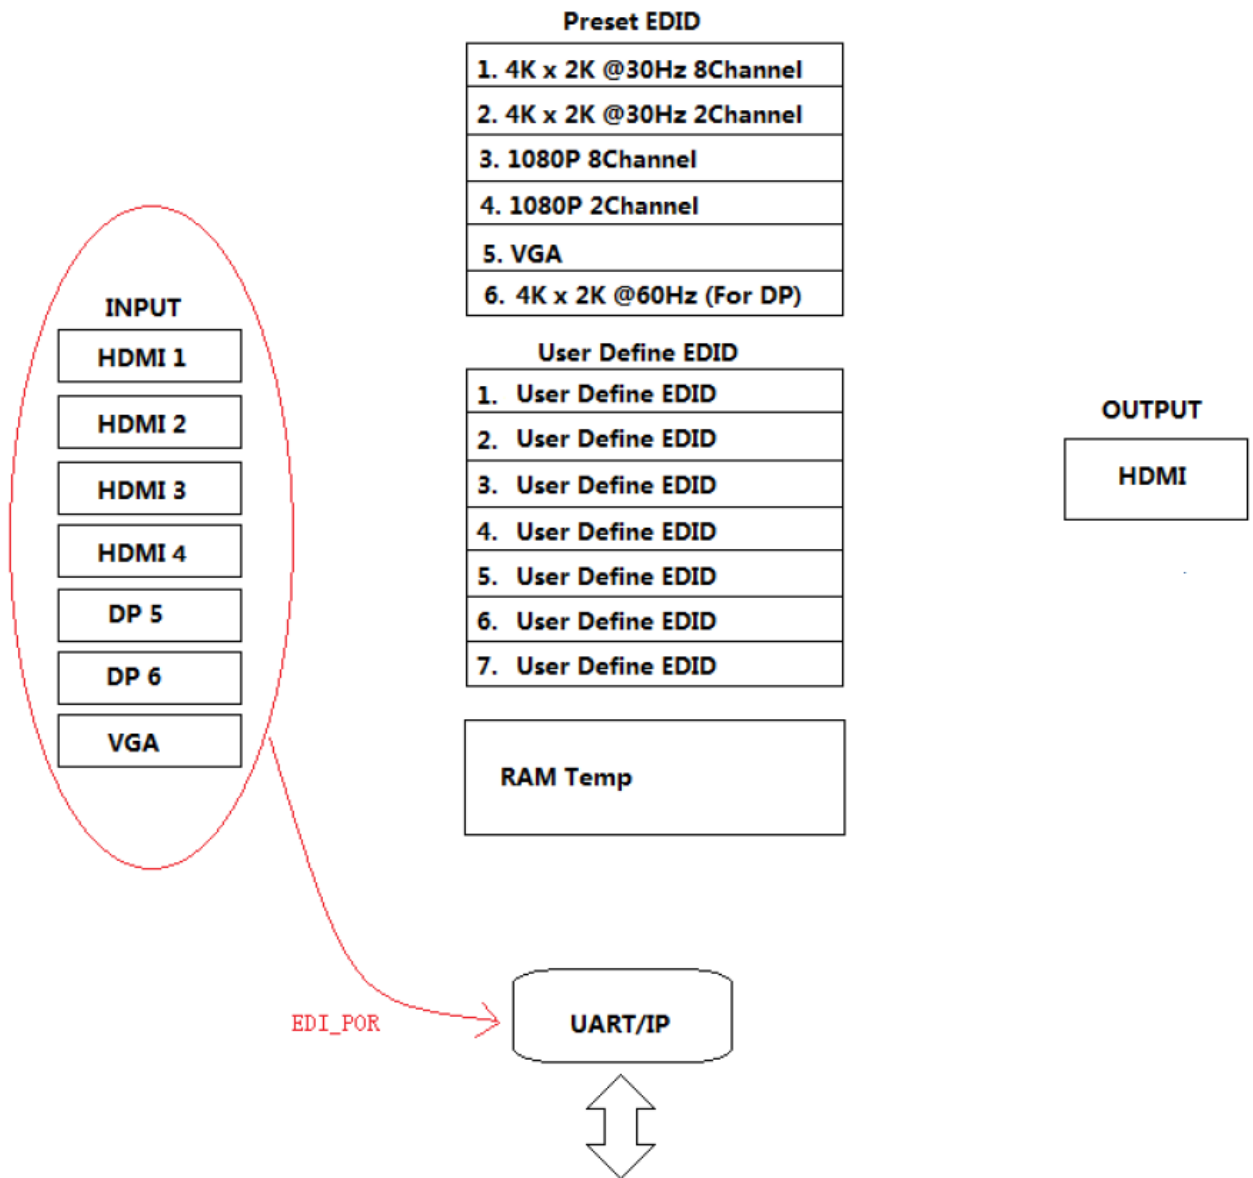 Preset EDID
1. 4K x 2K @30Hz 8Channel
2. 4K x 2K @30Hz 2Channel
3. 1080P 8Channel
4. 1080P 2Channel
5. VGA
6. 4K x 2K @60Hz (For DP)
INPUT
HDMI 1
HDMI 2
HDMI 3
HDMI 4
DP 5
DP 6
VGA
User Define EDID
1. User Define EDID
2. User Define EDID
3. User Define EDID
4. User Define EDID
5. User Define EDID
6. User Define EDID
7. User Define EDID
OUTPUT
HDMI
RAM Temp
EDI_POR
UART/IP